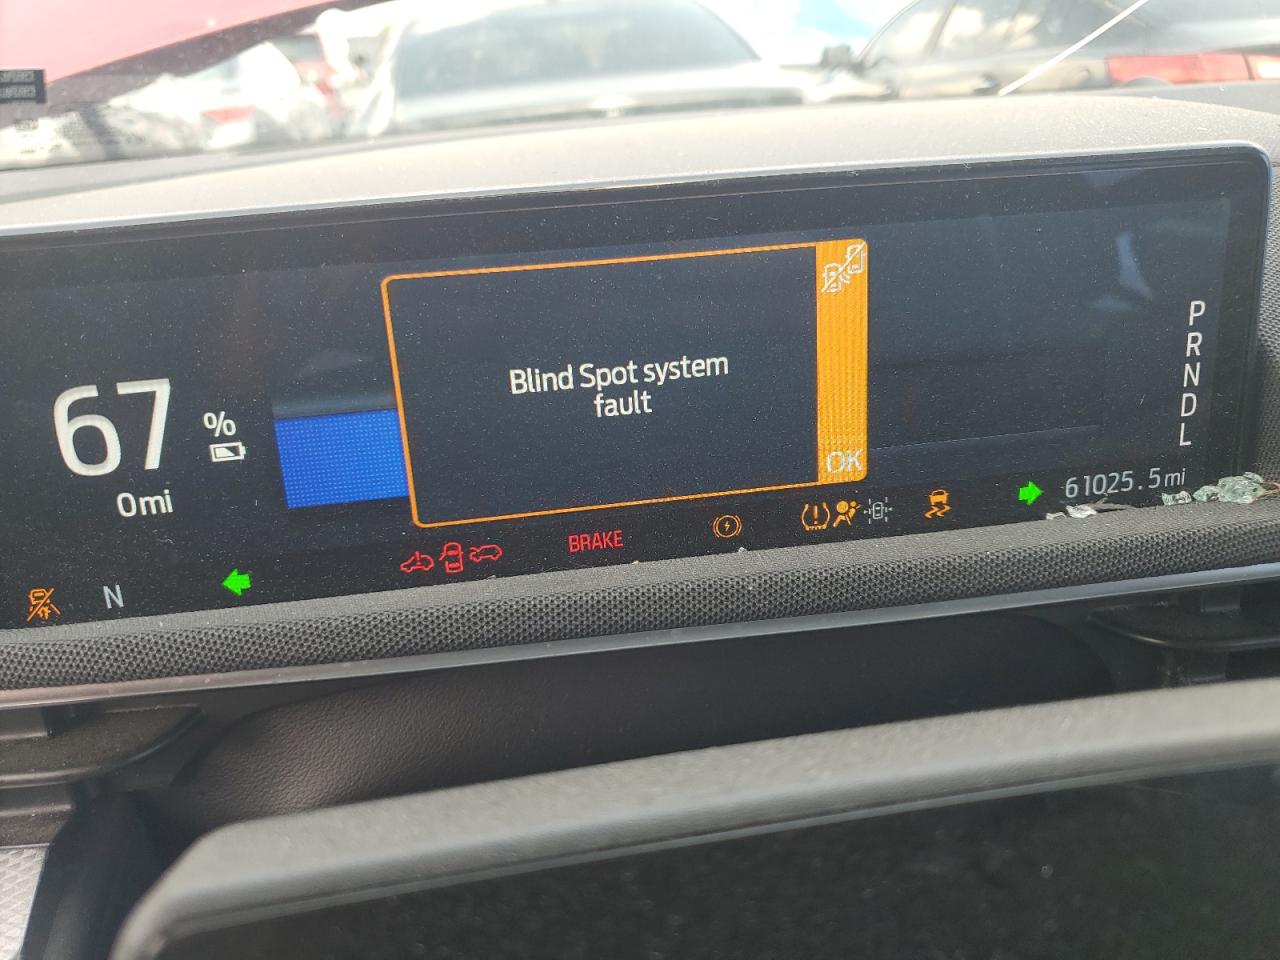 Blind Spot system
fault
OK
67 %
0mi
P
R
N
D
L
61025.5mi
BRAKE
N